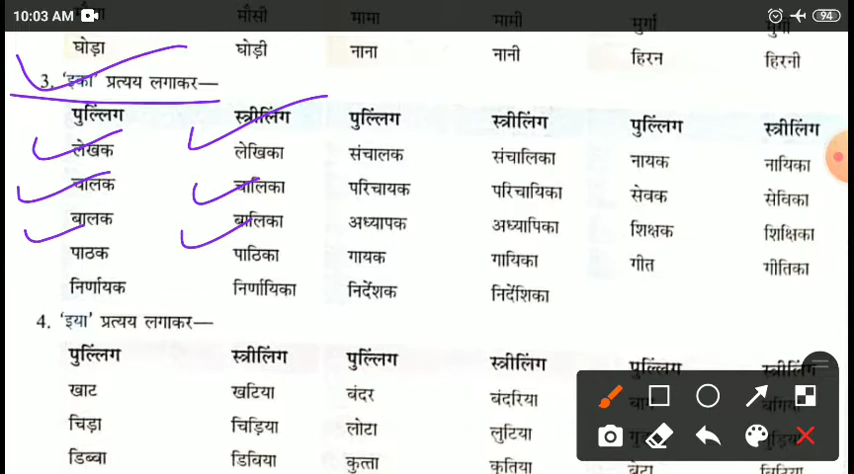 10:03 AM 94
मौसी मामा मामी मुर्गा
घोड़ा घोड़ी नाना नानी हिरन हिरनी
3. 'इका' प्रत्यय लगाकर—
पुल्लिंग स्त्रीलिंग पुल्लिंग स्त्रीलिंग पुल्लिंग स्त्रीलिंग
लेखक लेखिका संचालक संचालिका नायक नायिका
चालक चालिका परिचायक परिचायिका सेवक सेविका
बालक बालिका अध्यापक अध्यापिका शिक्षक शिक्षिका
पाठक पाठिका गायक गायिका गीत गीतिका
निर्णायक निर्णायिका निर्देशक निर्देशिका
4. 'इया' प्रत्यय लगाकर—
पुल्लिंग स्त्रीलिंग पुल्लिंग स्त्रीलिंग पुल्लिंग स्त्रीलिंग
खाट खटिया बंदर बंदरिया
चिड़ा चिड़िया लोटा लुटिया
डिब्बा डिबिया कुत्ता कुतिया